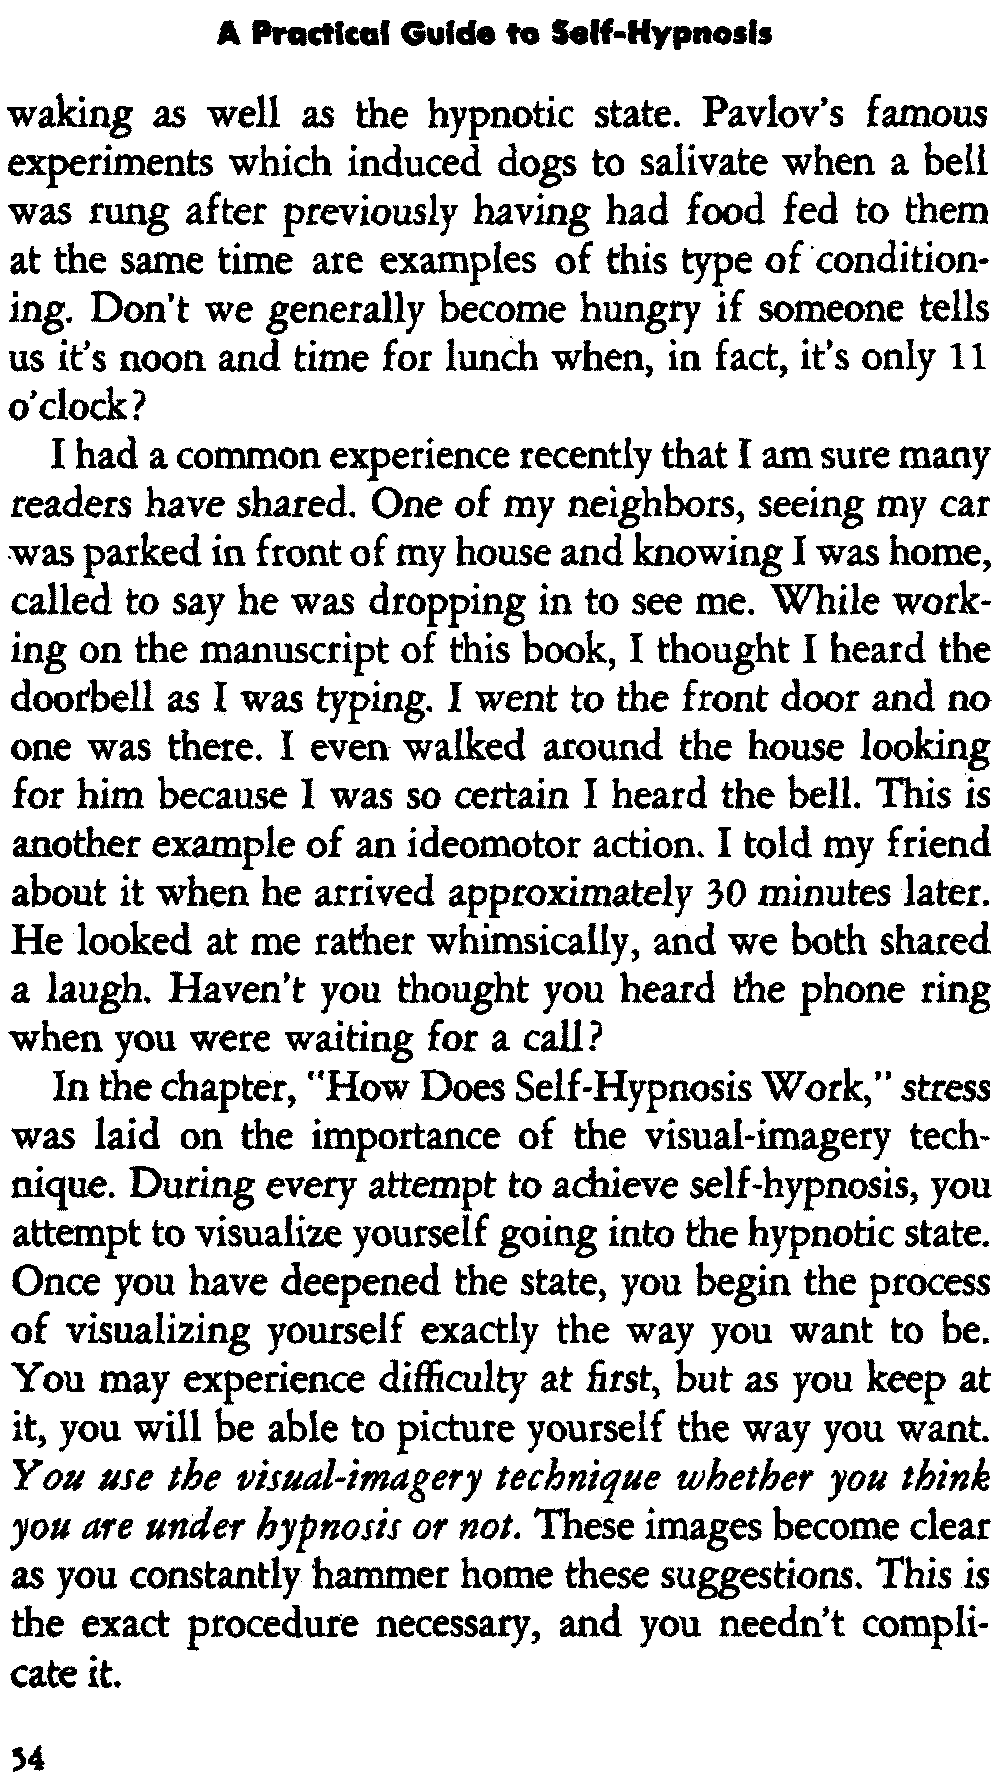 A Practical Guide to Self-Hypnosis
waking as well as the hypnotic state. Pavlov's famous
experiments which induced dogs to salivate when a bell
was rung after previously having had food fed to them
at the same time are examples of this type of condition-
ing. Don't we generally become hungry if someone tells
us it's noon and time for lunch when, in fact, it's only 11
o'clock?
I had a common experience recently that I am sure many
readers have shared. One of my neighbors, seeing my car
was parked in front of my house and knowing I was home,
called to say he was dropping in to see me. While work-
ing on the manuscript of this book, I thought I heard the
doorbell as I was typing. I went to the front door and no
one was there. I even walked around the house looking
for him because I was so certain I heard the bell. This is
another example of an ideomotor action. I told my friend
about it when he arrived approximately 30 minutes later.
He looked at me rather whimsically, and we both shared
a laugh. Haven't you thought you heard the phone ring
when you were waiting for a call?
In the chapter, "How Does Self-Hypnosis Work," stress
was laid on the importance of the visual-imagery tech-
nique. During every attempt to achieve self-hypnosis, you
attempt to visualize yourself going into the hypnotic state.
Once you have deepened the state, you begin the process
of visualizing yourself exactly the way you want to be.
You may experience difficulty at first, but as you keep at
it, you will be able to picture yourself the way you want.
You use the visual-imagery technique whether you think
you are under hypnosis or not. These images become clear
as you constantly hammer home these suggestions. This is
the exact procedure necessary, and you needn't compli-
cate it.
54